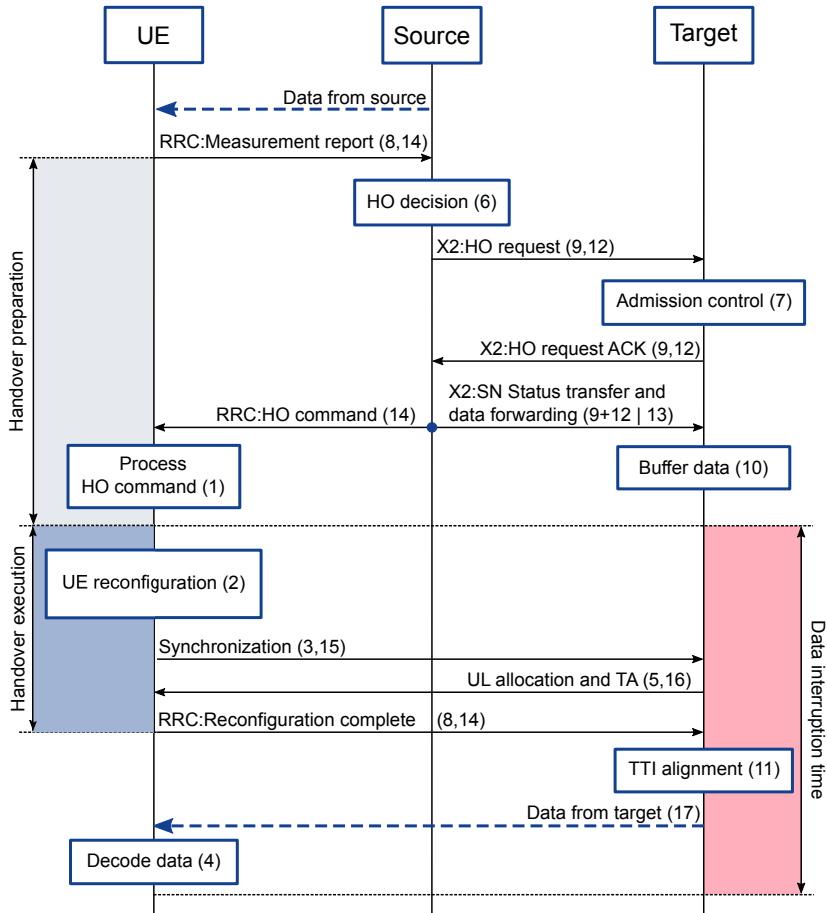 UE
Source
Target
Data from source
RRC:Measurement report (8,14)
HO decision (6)
X2:HO request (9,12)
Admission control (7)
X2:HO request ACK (9,12)
X2:SN Status transfer and
data forwarding (9+12 | 13)
RRC:HO command (14)
Process
HO command (1)
Buffer data (10)
Handover preparation
UE reconfiguration (2)
Synchronization (3,15)
UL allocation and TA (5,16)
RRC:Reconfiguration complete (8,14)
Handover execution
TTI alignment (11)
Data from target (17)
Decode data (4)
Data interruption time